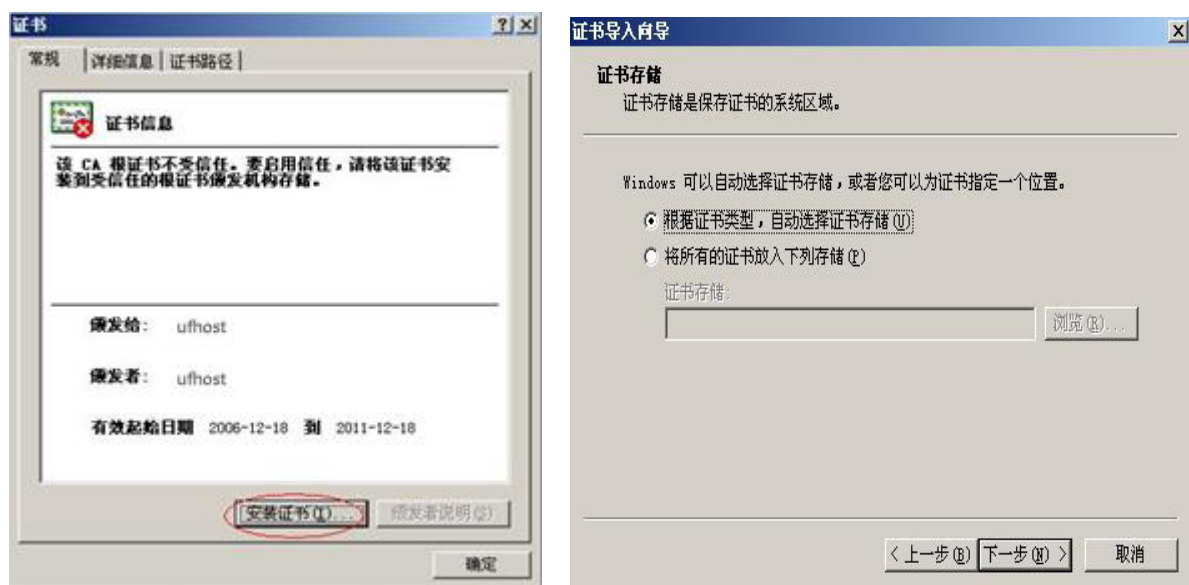 证书
常规 详细信息 证书路径
证书信息
该 CA 根证书不受信任。要启用信任，请将该证书安
装到受信任的根证书颁发机构存储。
颁发给： ufhost
颁发者： ufhost
有效起始日期 2006-12-18 到 2011-12-18
安装证书(I)... 颁发者说明(S)
确定
证书导入向导
证书存储
证书存储是保存证书的系统区域。
Windows 可以自动选择证书存储，或者您可以为证书指定一个位置。
根据证书类型，自动选择证书存储(U)
将所有的证书放入下列存储(P)
证书存储:
浏览(R)...
< 上一步(B) 下一步(N) > 取消